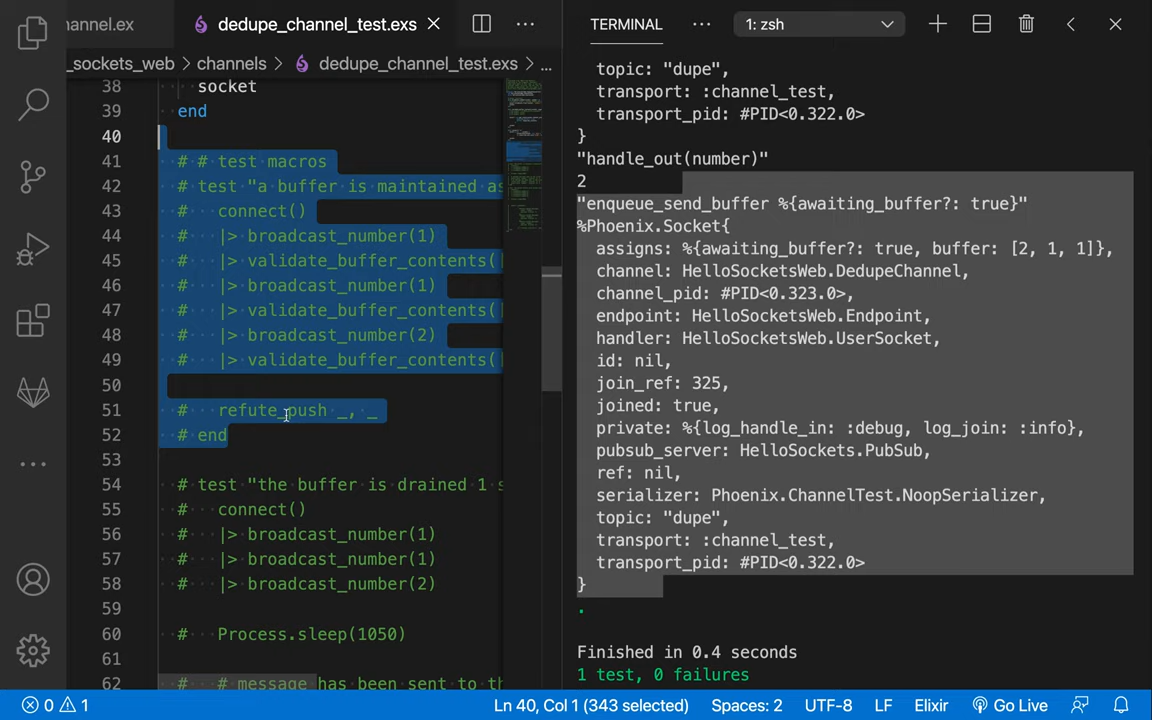 annel.ex
dedupe_channel_test.exs
TERMINAL
1: zsh
_sockets_web > channels > dedupe_channel_test.exs > ...
38 socket
39 end
40
41 # # test macros
42 # test "a buffer is maintained as
43 # connect()
44 # |> broadcast_number(1)
45 # |> validate_buffer_contents(
46 # |> broadcast_number(1)
47 # |> validate_buffer_contents(
48 # |> broadcast_number(2)
49 # |> validate_buffer_contents(
50
51 # refute_push _, _
52 # end
53
54 # test "the buffer is drained 1 s
55 # connect()
56 # |> broadcast_number(1)
57 # |> broadcast_number(1)
58 # |> broadcast_number(2)
59
60 # Process.sleep(1050)
61
62 # # message has been sent to th
topic: "dupe",
transport: :channel_test,
transport_pid: #PID<0.322.0>
}
"handle_out(number)"
2
"enqueue_send_buffer %{awaiting_buffer?: true}"
%Phoenix.Socket{
assigns: %{awaiting_buffer?: true, buffer: [2, 1, 1]},
channel: HelloSocketsWeb.DedupeChannel,
channel_pid: #PID<0.323.0>,
endpoint: HelloSocketsWeb.Endpoint,
handler: HelloSocketsWeb.UserSocket,
id: nil,
join_ref: 325,
joined: true,
private: %{log_handle_in: :debug, log_join: :info},
pubsub_server: HelloSockets.PubSub,
ref: nil,
serializer: Phoenix.ChannelTest.NoopSerializer,
topic: "dupe",
transport: :channel_test,
transport_pid: #PID<0.322.0>
}
.
Finished in 0.4 seconds
1 test, 0 failures
0 1
Ln 40, Col 1 (343 selected)
Spaces: 2
UTF-8
LF
Elixir
Go Live